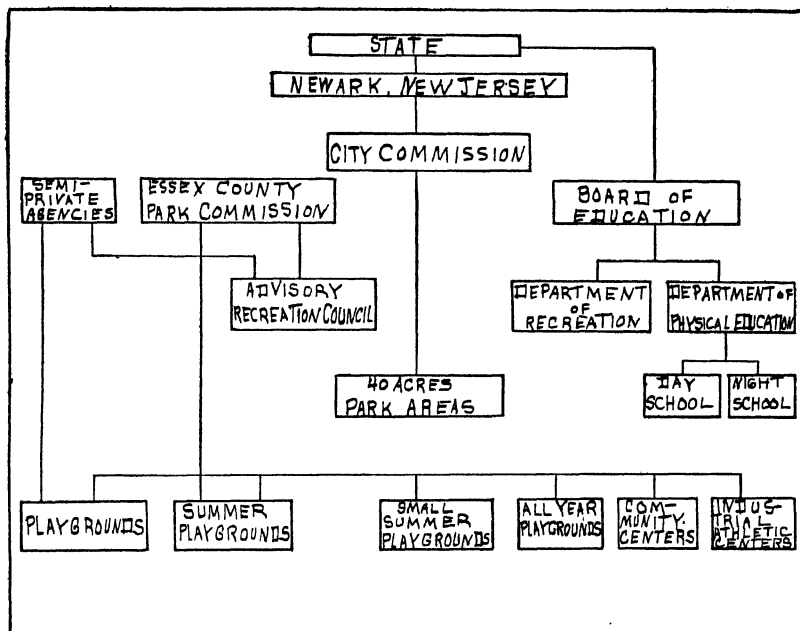 STATE
NEWARK, NEW JERSEY
CITY COMMISSION
SEMI-
PRIVATE
AGENCIES
ESSEX COUNTY
PARK COMMISSION
BOARD OF
EDUCATION
ADVISORY
RECREATION COUNCIL
DEPARTMENT
OF
RECREATION
DEPARTMENT OF
PHYSICAL EDUCATION
40 ACRES
PARK AREAS
DAY
SCHOOL
NIGHT
SCHOOL
PLAYGROUNDS
SUMMER
PLAYGROUNDS
SMALL
SUMMER
PLAYGROUNDS
ALL YEAR
PLAYGROUNDS
COM-
MUNITY.
CENTERS
INDUS-
TRIAL
ATHLETIC
CENTERS